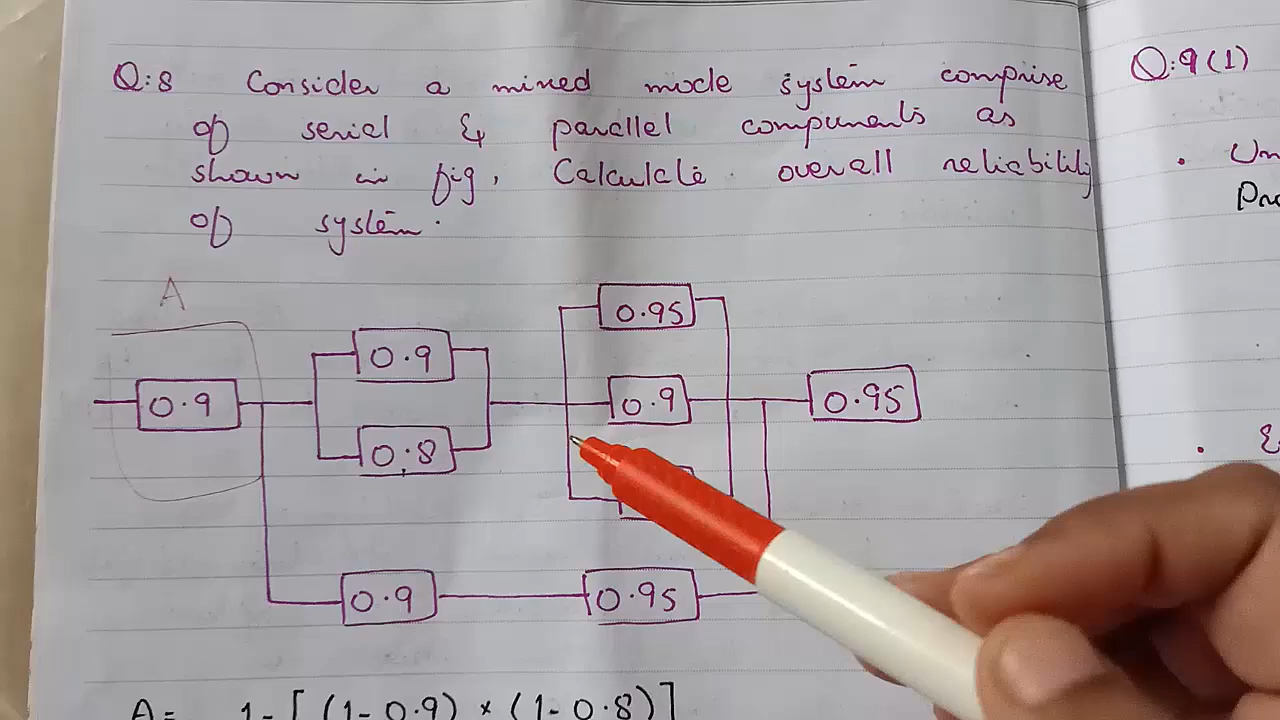 Q:8 Consider a mixed mode system comprise
of serial & parallel components as
shown in fig, Calculate overall reliability
of system.
A
0.95
0.9
0.9
0.9
0.95
0.8
0.9
0.95
A = 1-[(1-0.9) × (1-0.8)]
Q:9(1)